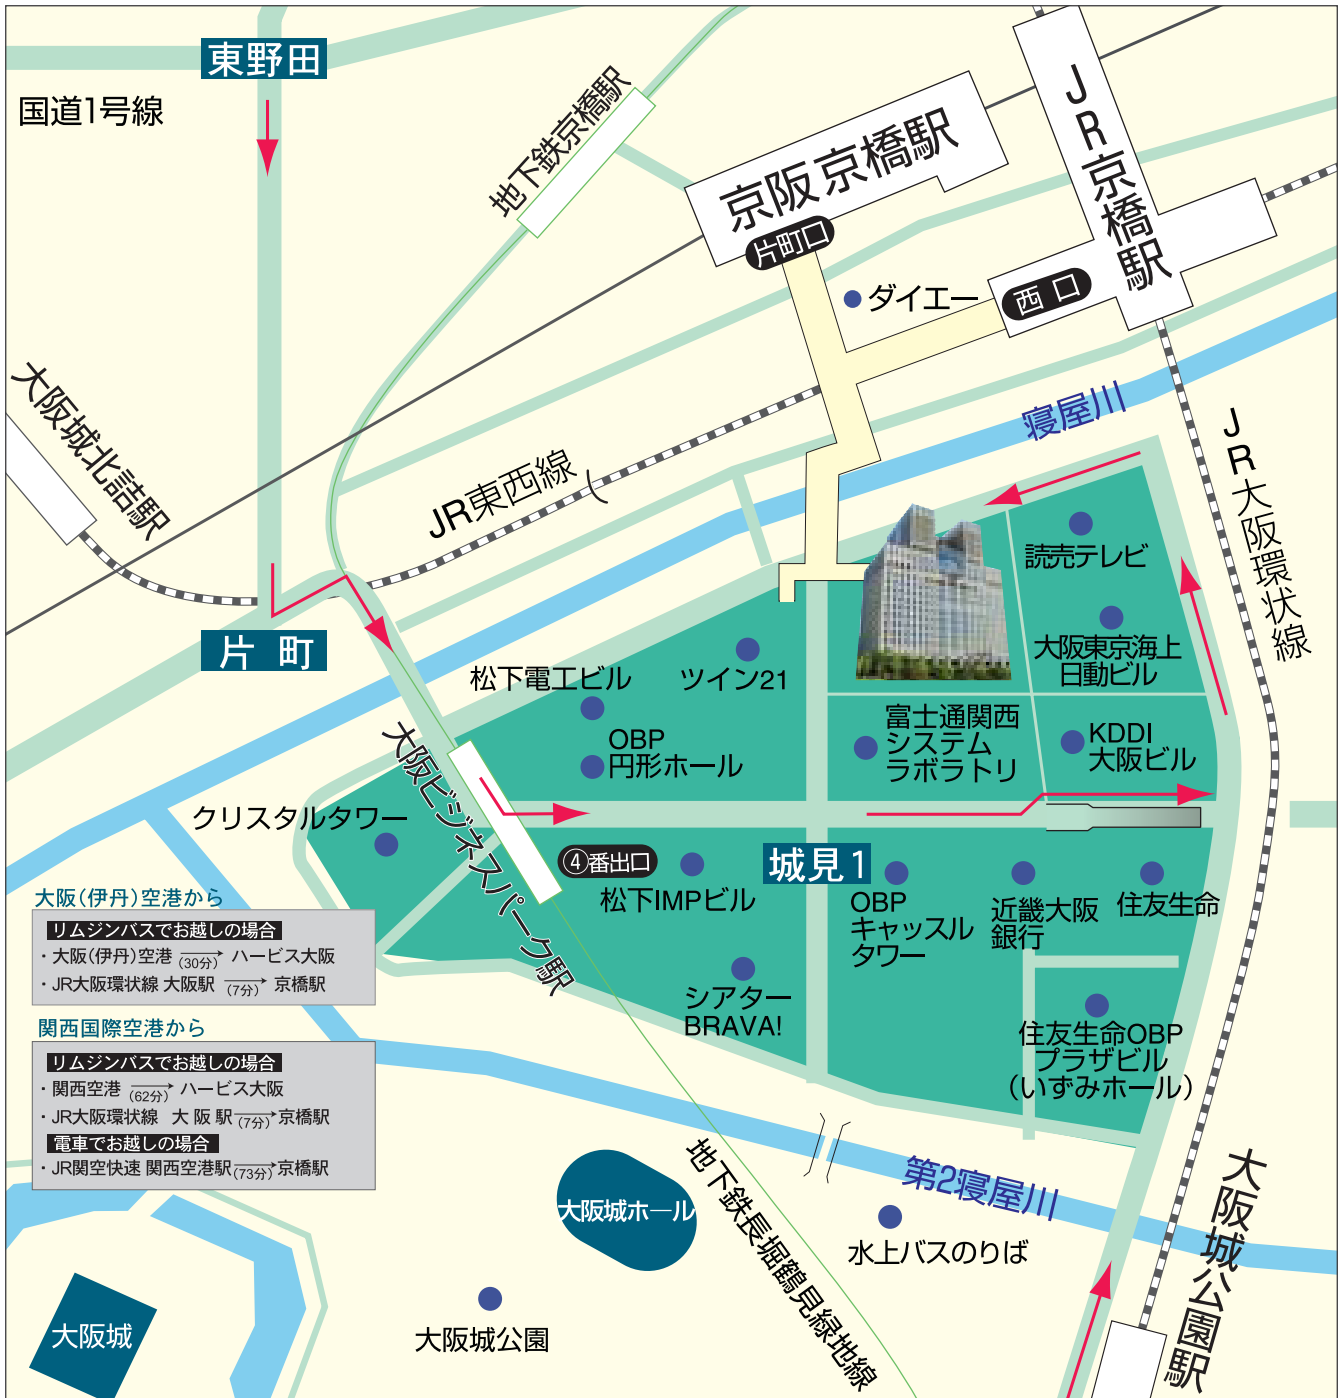 東野田
国道1号線
地下鉄京橋駅
京阪京橋駅
片町口
JR京橋駅
西口
ダイエー
大阪城北詰駅
JR東西線
寝屋川
JR大阪環状線
片町
読売テレビ
大阪東京海上
日動ビル
松下電工ビル
ツイン21
OBP
円形ホール
富士通関西
システム
ラボラトリ
KDDI
大阪ビル
大阪ビジネスパーク駅
クリスタルタワー
④番出口
松下IMPビル
城見1
OBP
キャッスル
タワー
近畿大阪
銀行
住友生命
シアター
BRAVA!
住友生命OBP
プラザビル
(いずみホール)
大阪(伊丹)空港から
リムジンバスでお越しの場合
・大阪(伊丹)空港 (30分) ハービス大阪
・JR大阪環状線 大阪駅 (7分) 京橋駅
関西国際空港から
リムジンバスでお越しの場合
・関西空港 (62分) ハービス大阪
・JR大阪環状線 大阪駅 (7分) 京橋駅
電車でお越しの場合
・JR関空快速 関西空港駅 (73分) 京橋駅
第2寝屋川
大阪城ホール
地下鉄長堀鶴見緑地線
水上バスのりば
大阪城公園駅
大阪城
大阪城公園